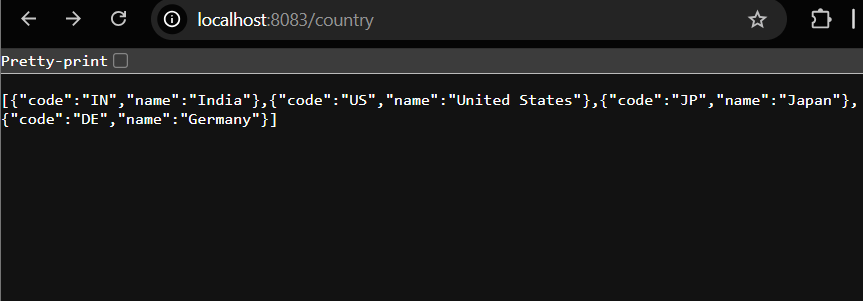 localhost:8083/country
Pretty-print
[{"code":"IN","name":"India"},{"code":"US","name":"United States"},{"code":"JP","name":"Japan"},
{"code":"DE","name":"Germany"}]